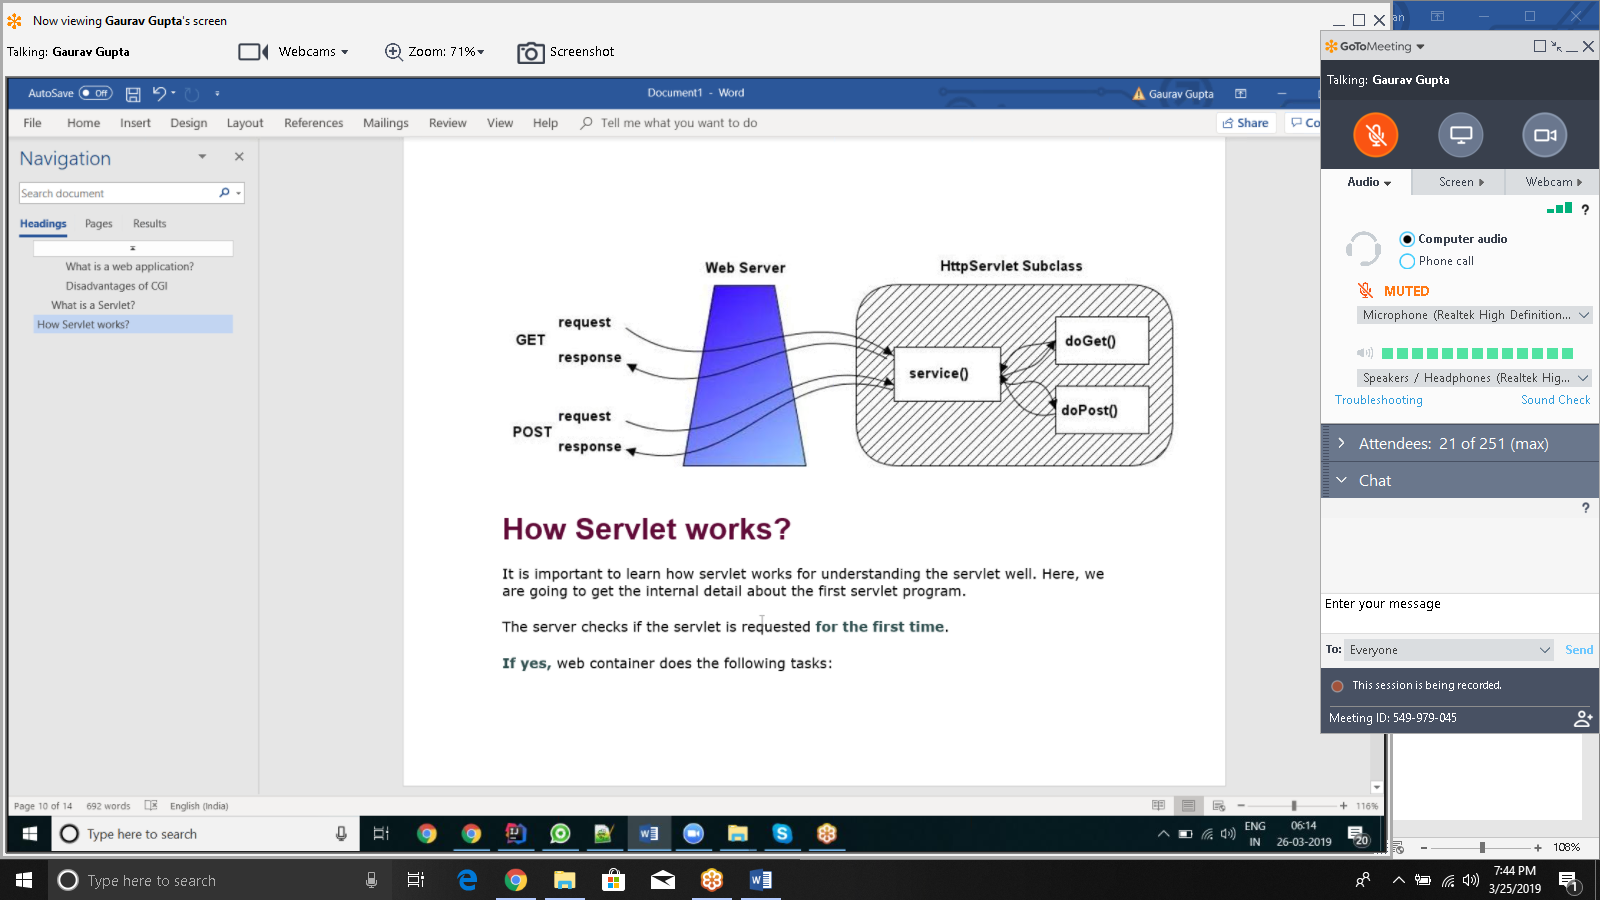 Now viewing Gaurav Gupta's screen
Talking: Gaurav Gupta
Webcams
Zoom: 71%
Screenshot
an
AutoSave Off
Document1 - Word
Gaurav Gupta
File Home Insert Design Layout References Mailings Review View Help Tell me what you want to do
Share
Co
Navigation
Search document
Headings Pages Results
What is a web application?
Disadvantages of CGI
What is a Servlet?
How Servlet works?
Web Server
HttpServlet Subclass
GET
request
response
POST
request
response
service()
doGet()
doPost()
How Servlet works?
It is important to learn how servlet works for understanding the servlet well. Here, we
are going to get the internal detail about the first servlet program.
The server checks if the servlet is requested for the first time.
If yes, web container does the following tasks:
Page 10 of 14 692 words English (India)
116%
Type here to search
ENG
IN
06:14
26-03-2019
20
GoToMeeting
Talking: Gaurav Gupta
Audio Screen Webcam
?
Computer audio
Phone call
MUTED
Microphone (Realtek High Definition...
Speakers / Headphones (Realtek Hig...
Troubleshooting Sound Check
Attendees: 21 of 251 (max)
Chat
?
Enter your message
To: Everyone Send
This session is being recorded.
Meeting ID: 549-979-045
108%
Type here to search
7:44 PM
3/25/2019
1